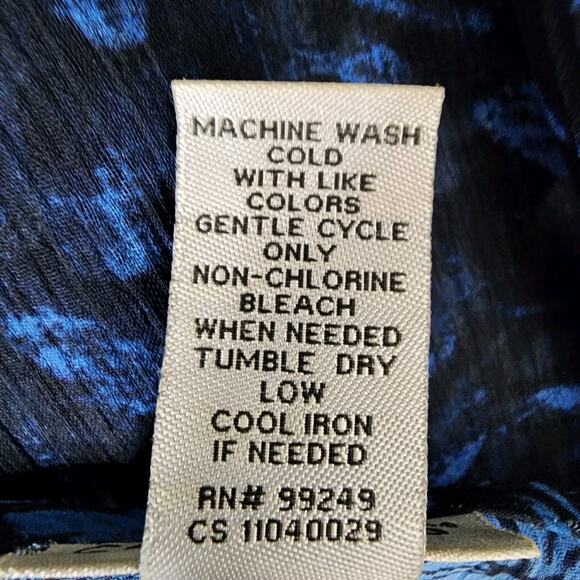 MACHINE WASH
COLD
WITH LIKE
COLORS
GENTLE CYCLE
ONLY
NON-CHLORINE
BLEACH
WHEN NEEDED
TUMBLE DRY
LOW
COOL IRON
IF NEEDED
RN# 99249
CS 11040029